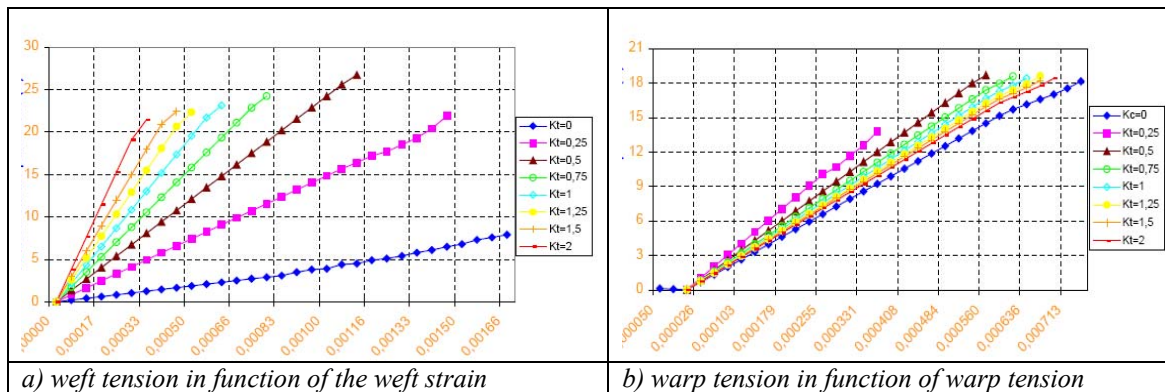 30
25
20
15
10
5
0
,00000
0,00017
0,00033
0,00050
0,00066
0,00083
0,00100
0,00116
0,00133
0,00150
0,00166
Kt=0
Kt=0,25
Kt=0,5
Kt=0,75
Kt=1
Kt=1,25
Kt=1,5
Kt=2
21
18
15
12
9
6
3
0
,000050
0,000026
0,000103
0,000179
0,000255
0,000331
0,000408
0,000484
0,000560
0,000636
0,000713
Kc=0
Kt=0,25
Kt=0,5
Kt=0,75
Kt=1
Kt=1,25
Kt=1,5
Kt=2
a) weft tension in function of the weft strain
b) warp tension in function of warp tension